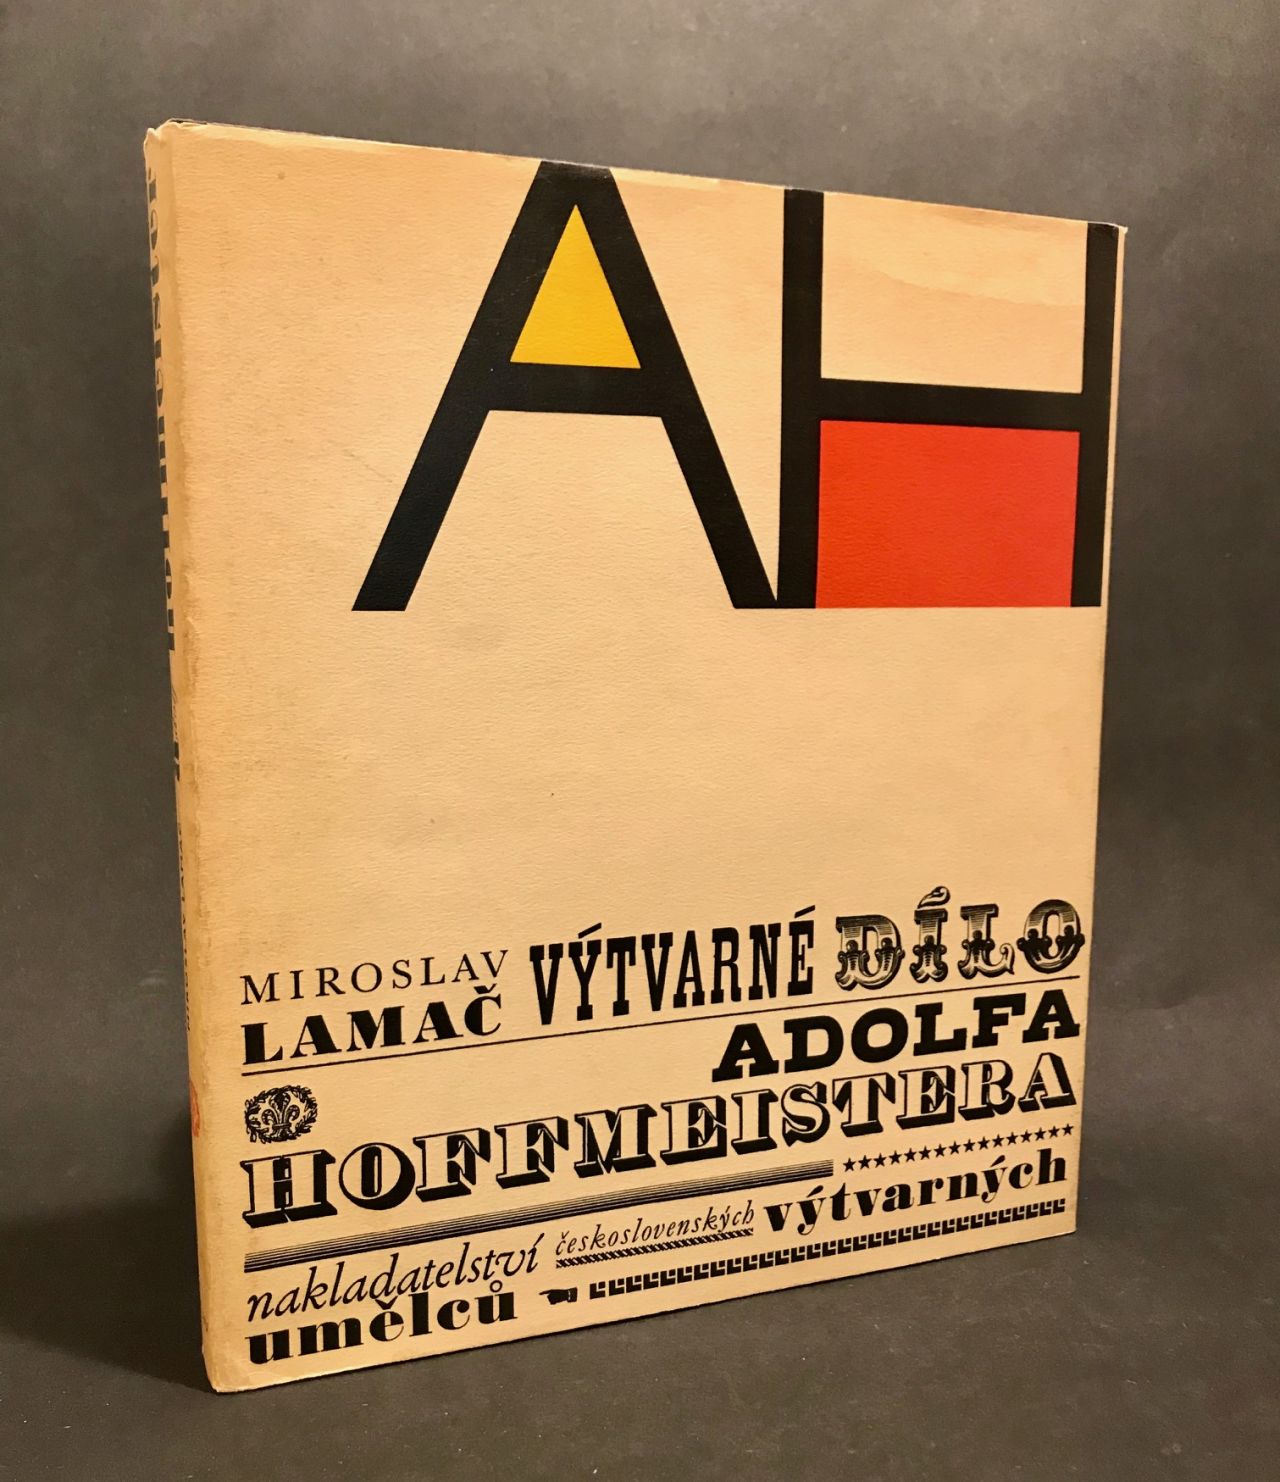 AH
MIROSLAV
LAMAČ
VÝTVARNÉ DÍLO
ADOLFA
HOFFMEISTERA
nakladatelství československých výtvarných
umělců